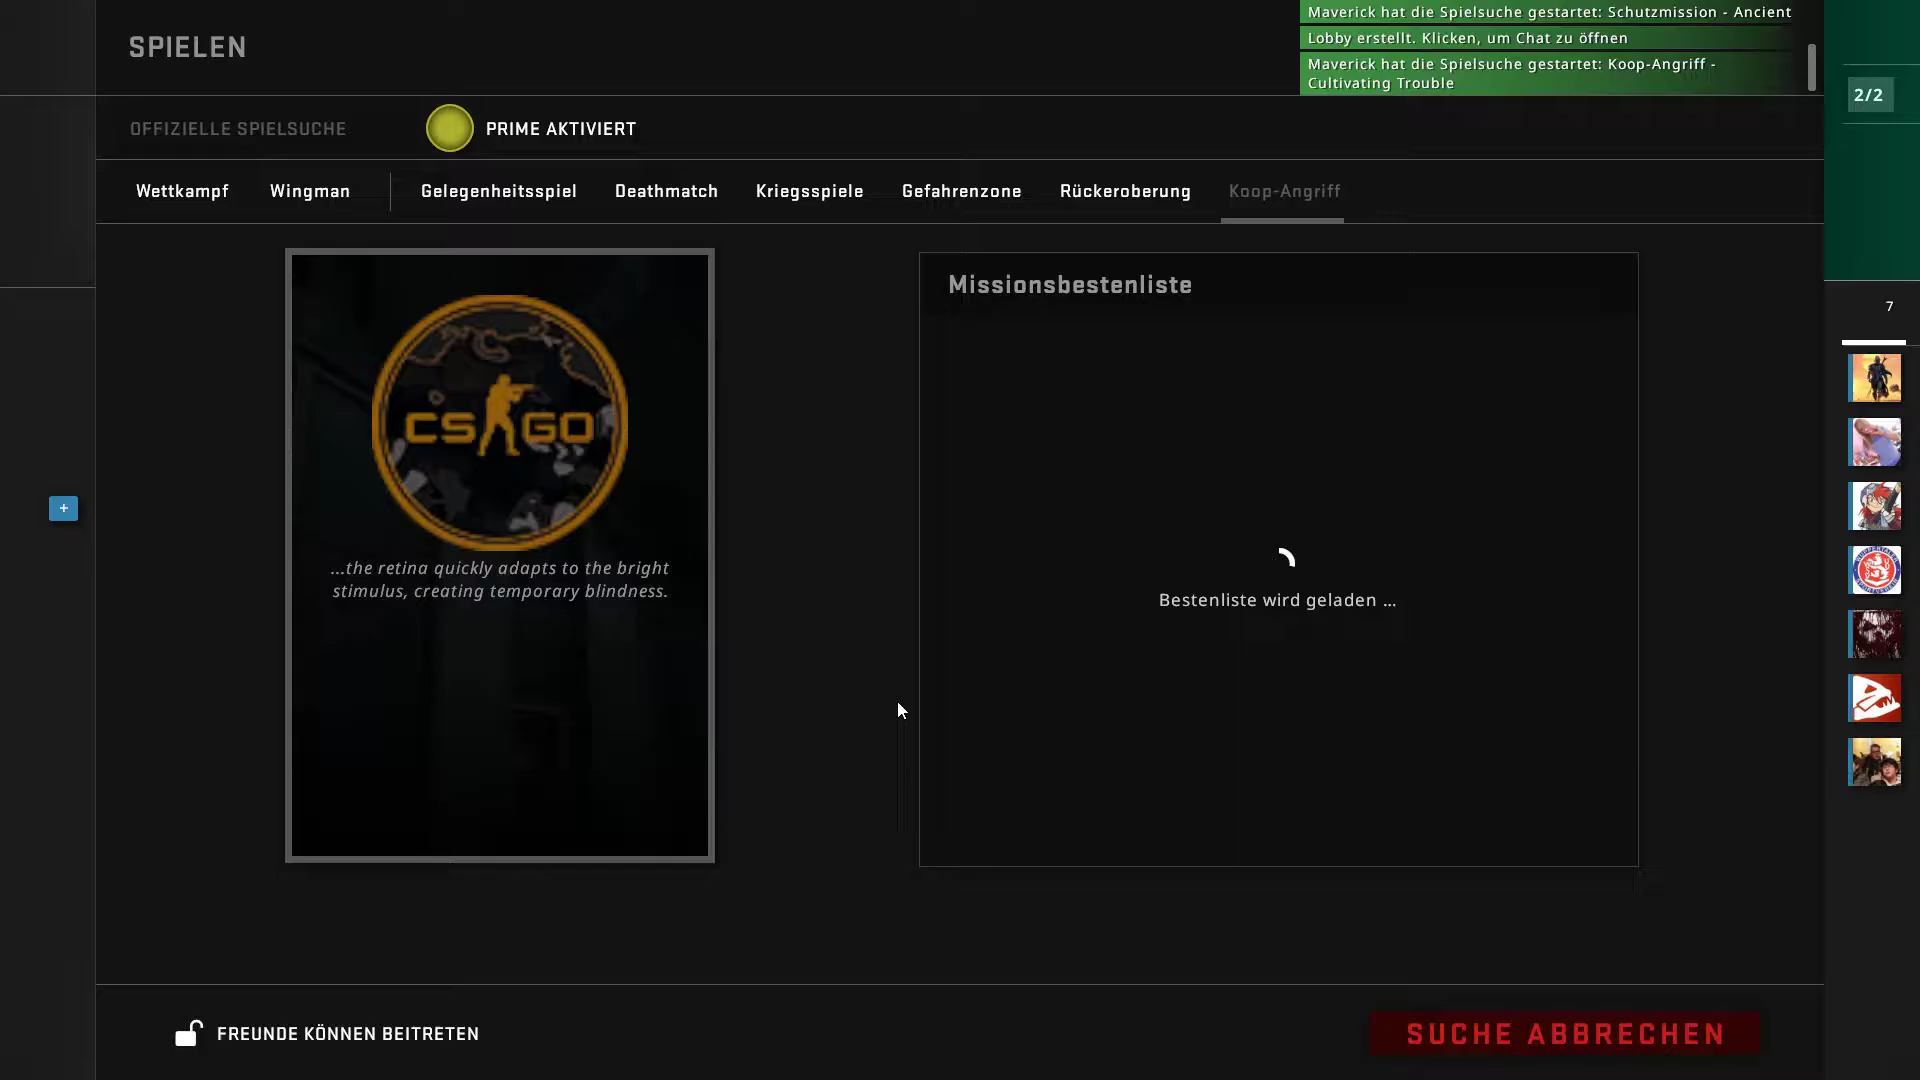 SPIELEN
Maverick hat die Spielsuche gestartet: Schutzmission - Ancient
Lobby erstellt. Klicken, um Chat zu öffnen
Maverick hat die Spielsuche gestartet: Koop-Angriff -
Cultivating Trouble
2/2
OFFIZIELLE SPIELSUCHE
PRIME AKTIVIERT
Wettkampf
Wingman
Gelegenheitsspiel
Deathmatch
Kriegsspiele
Gefahrenzone
Rückeroberung
Koop-Angriff
CS GO
...the retina quickly adapts to the bright
stimulus, creating temporary blindness.
Missionsbestenliste
Bestenliste wird geladen ...
7
+
FREUNDE KÖNNEN BEITRETEN
SUCHE ABBRECHEN